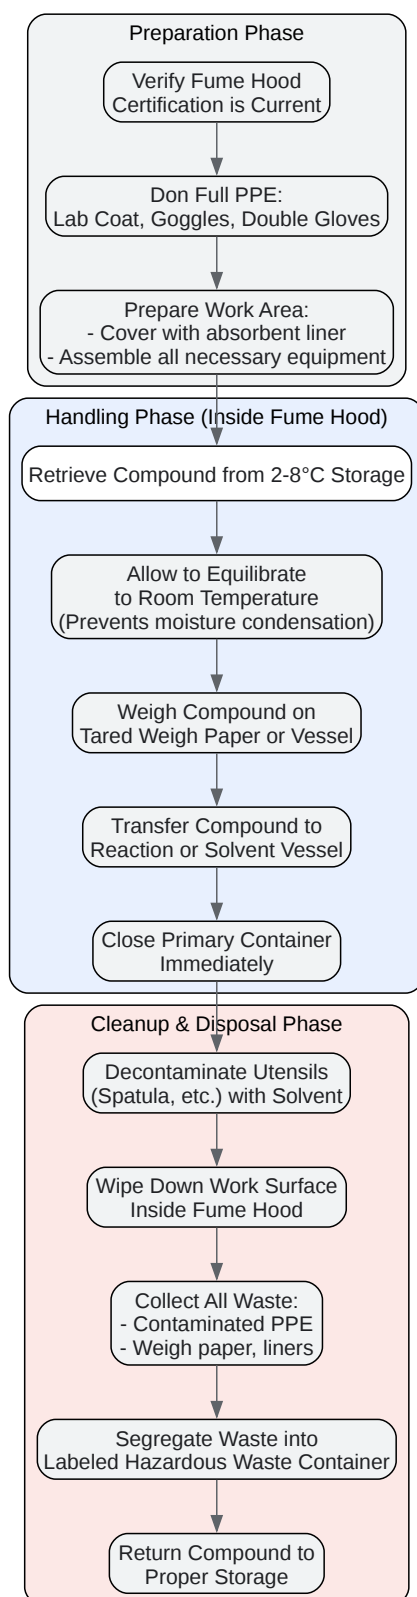 Preparation Phase
Verify Fume Hood
Certification is Current
Don Full PPE:
Lab Coat, Goggles, Double Gloves
Prepare Work Area:
- Cover with absorbent liner
- Assemble all necessary equipment
Handling Phase (Inside Fume Hood)
Retrieve Compound from 2-8°C Storage
Allow to Equilibrate
to Room Temperature
(Prevents moisture condensation)
Weigh Compound on
Tared Weigh Paper or Vessel
Transfer Compound to
Reaction or Solvent Vessel
Close Primary Container
Immediately
Cleanup & Disposal Phase
Decontaminate Utensils
(Spatula, etc.) with Solvent
Wipe Down Work Surface
Inside Fume Hood
Collect All Waste:
- Contaminated PPE
- Weigh paper, liners
Segregate Waste into
Labeled Hazardous Waste Container
Return Compound to
Proper Storage